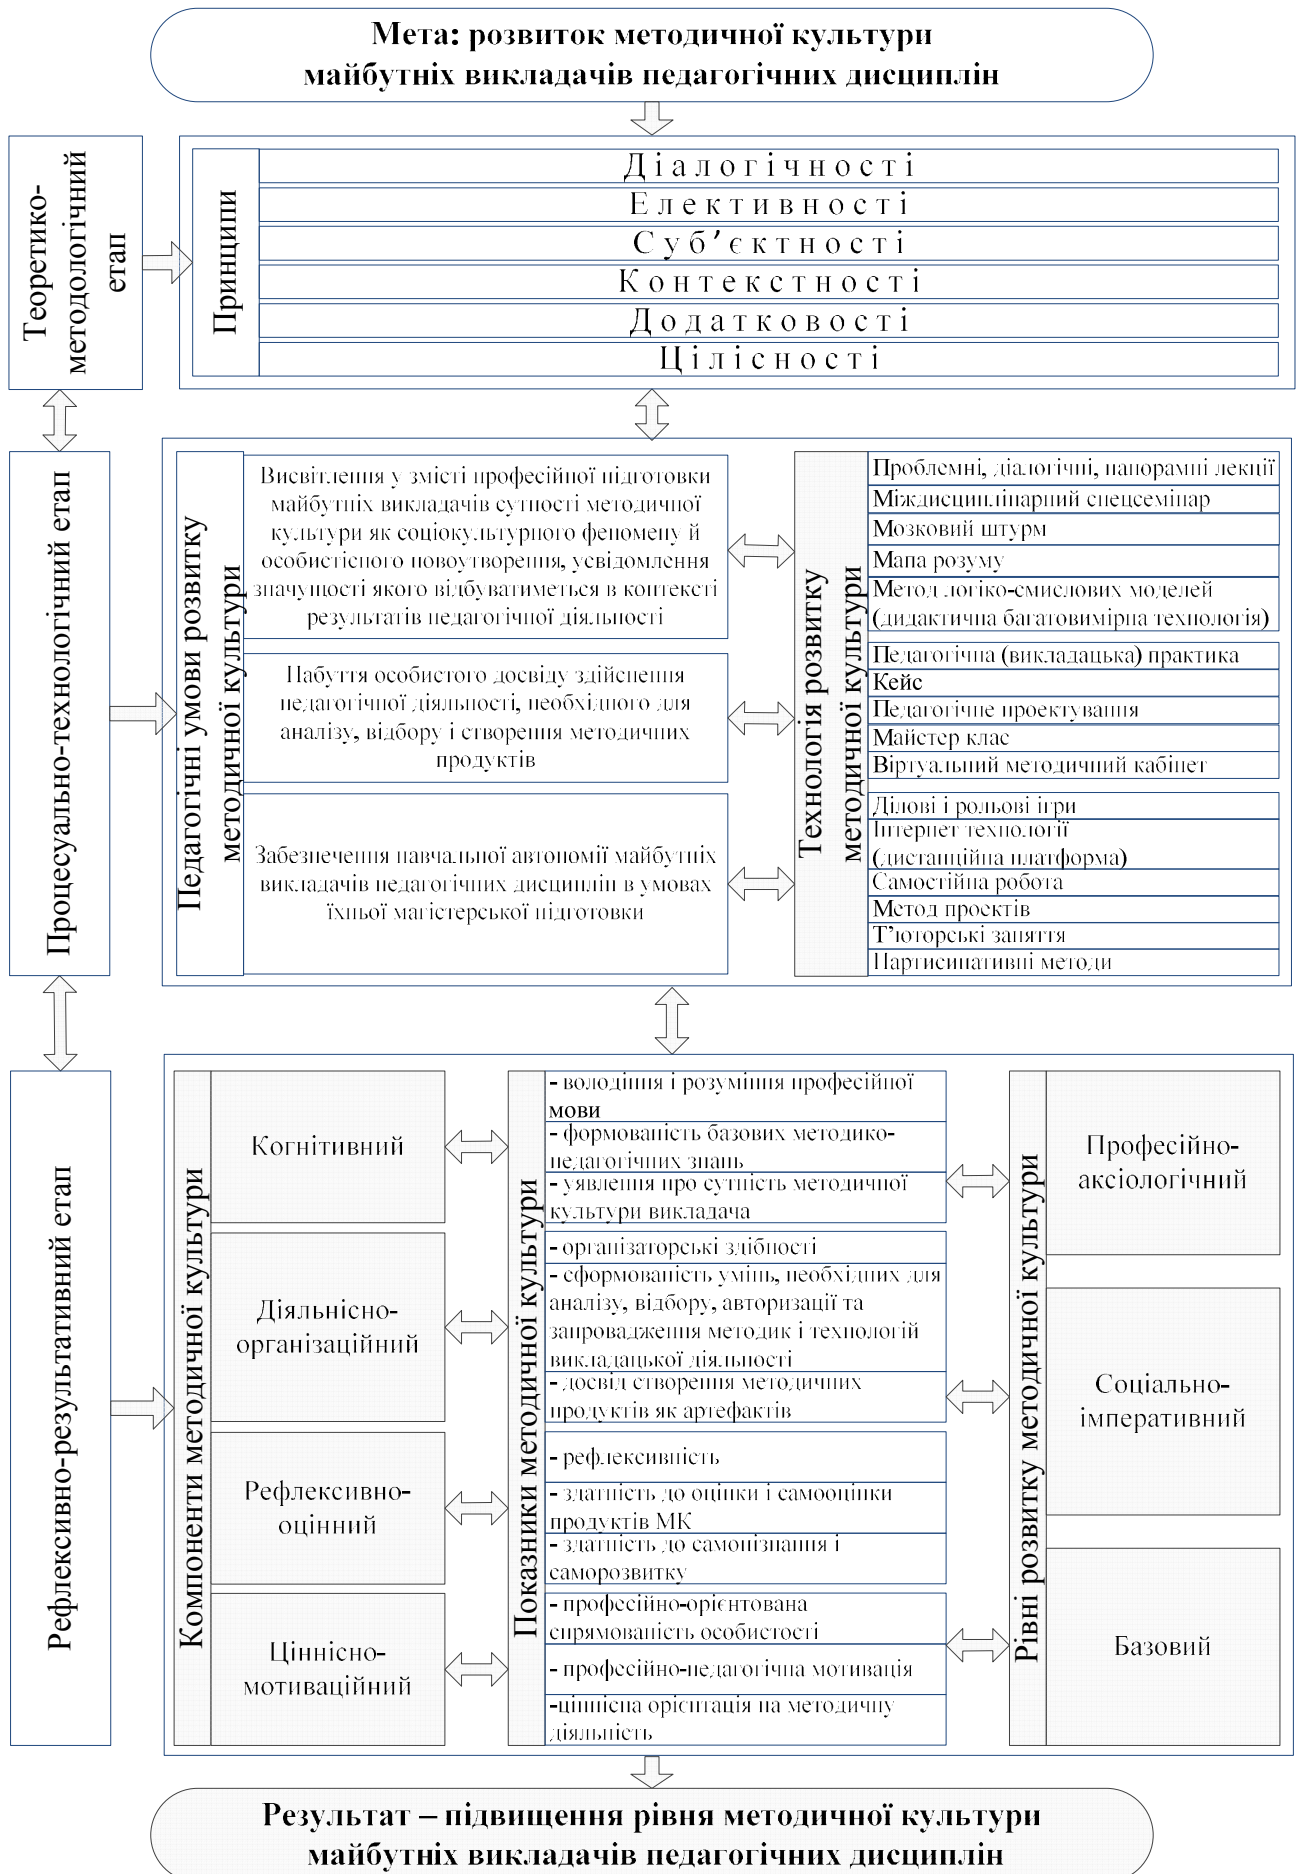 Мета: розвиток методичної культури
майбутніх викладачів педагогічних дисциплін
Теоретико-
методологічний
етап
Принципи
Діалогічності
Елективності
Суб’єктності
Контекстності
Додатковості
Цілісності
Процесуально-технологічний етап
Педагогічні умови розвитку
методичної культури
Висвітлення у змісті професійної підготовки
майбутніх викладачів сутності методичної
культури як соціокультурного феномену й
особистісного новоутворення, усвідомлення
значущості якого відбуватиметься в контексті
результатів педагогічної діяльності
Набуття особистого досвіду здійснення
педагогічної діяльності, необхідного для
аналізу, відбору і створення методичних
продуктів
Забезпечення навчальної автономії майбутніх
викладачів педагогічних дисциплін в умовах
їхньої магістерської підготовки
Технологія розвитку
методичної культури
Проблемні, діалогічні, панорамні лекції
Міждисциплінарний спецсемінар
Мозковий штурм
Мапа розуму
Метод логіко-смислових моделей
(дидактична багатовимірна технологія)
Педагогічна (викладацька) практика
Кейс
Педагогічне проектування
Майстер клас
Віртуальний методичний кабінет
Ділові і рольові ігри
Інтернет технології
(дистанційна платформа)
Самостійна робота
Метод проектів
Т’юторські заняття
Партисипативні методи
Рефлексивно-результативний етап
Компоненти методичної культури
Когнітивний
Діяльнісно-
організаційний
Рефлексивно-
оцінний
Ціннісно-
мотиваційний
Показники методичної культури
- володіння і розуміння професійної
мови
- формованість базових методико-
педагогічних знань
- уявлення про сутність методичної
культури викладача
- організаторські здібності
- сформованість умінь, необхідних для
аналізу, відбору, авторизації та
запровадження методик і технологій
викладацької діяльності
- досвід створення методичних
продуктів як артефактів
- рефлексивність
- здатність до оцінки і самооцінки
продуктів МК
- здатність до самопізнання і
саморозвитку
- професійно-орієнтована
спрямованість особистості
- професійно-педагогічна мотивація
-ціннісна орієнтація на методичну
діяльність
Рівні розвитку методичної культури
Професійно-
аксіологічний
Соціально-
імперативний
Базовий
Результат – підвищення рівня методичної культури
майбутніх викладачів педагогічних дисциплін